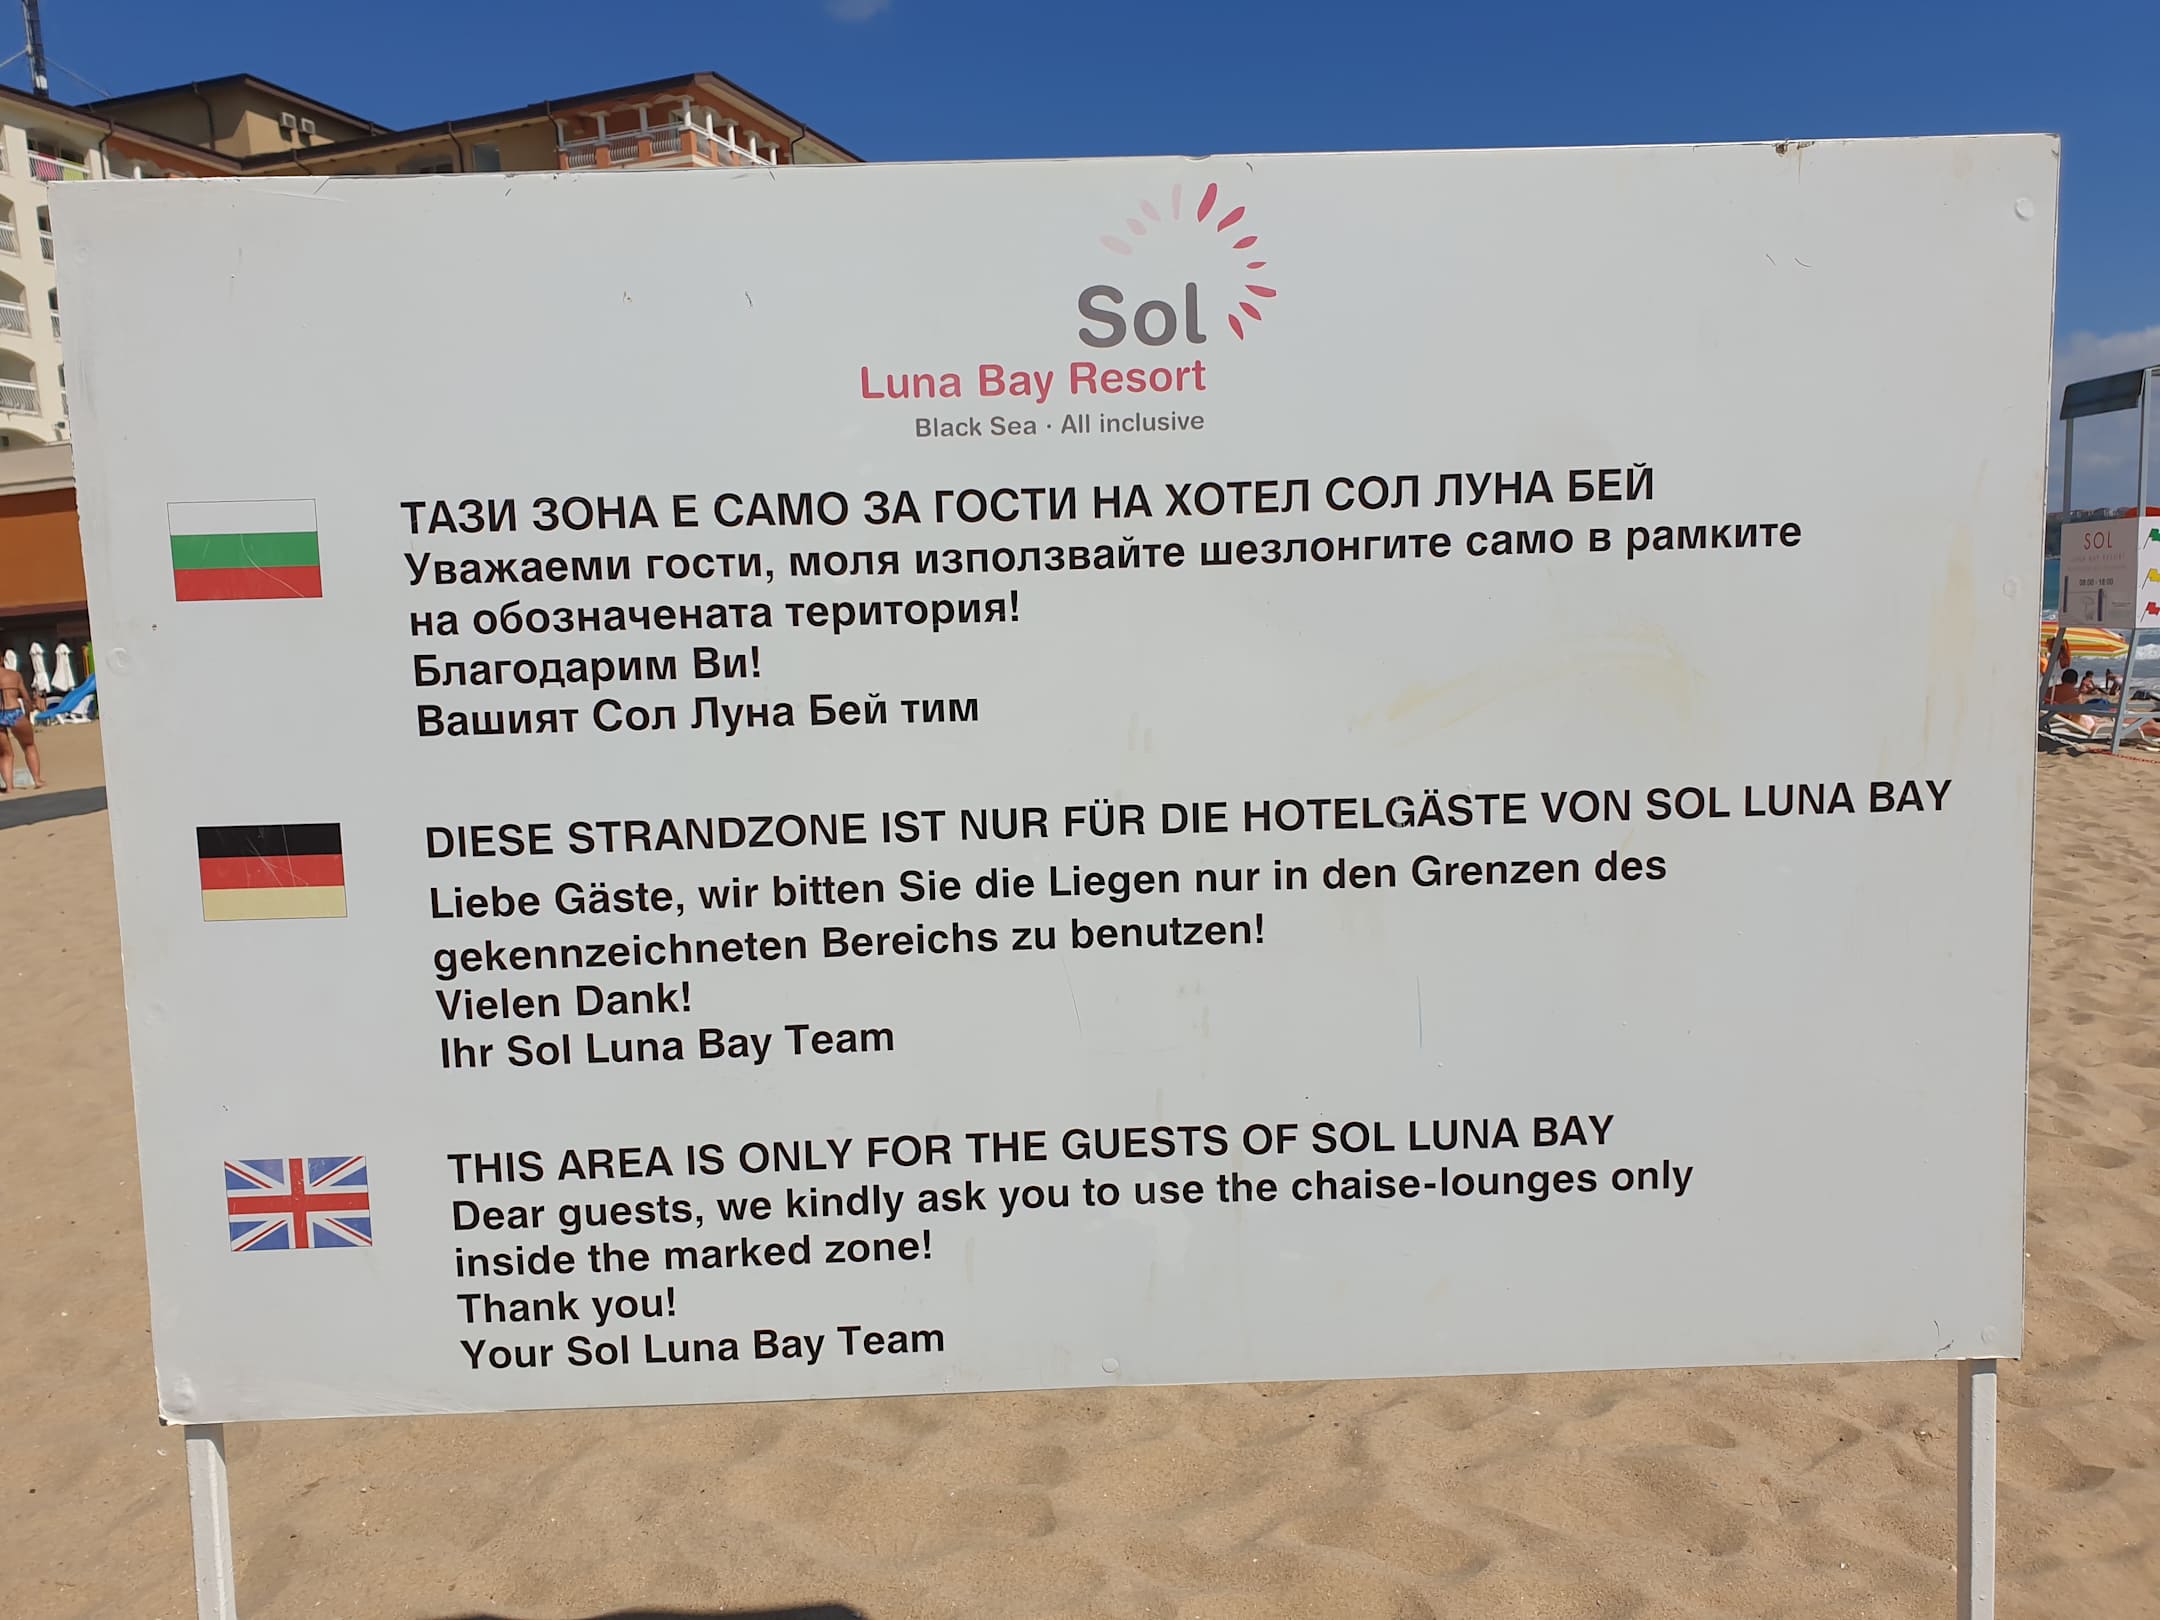 Sol
Luna Bay Resort
Black Sea · All inclusive
ТАЗИ ЗОНА Е САМО ЗА ГОСТИ НА ХОТЕЛ СОЛ ЛУНА БЕЙ
Уважаеми гости, моля използвайте шезлонгите само в рамките
на обозначената територия!
Благодарим Ви!
Вашият Сол Луна Бей тим
DIESE STRANDZONE IST NUR FÜR DIE HOTELGÄSTE VON SOL LUNA BAY
Liebe Gäste, wir bitten Sie die Liegen nur in den Grenzen des
gekennzeichneten Bereichs zu benutzen!
Vielen Dank!
Ihr Sol Luna Bay Team
THIS AREA IS ONLY FOR THE GUESTS OF SOL LUNA BAY
Dear guests, we kindly ask you to use the chaise-lounges only
inside the marked zone!
Thank you!
Your Sol Luna Bay Team
SOL
08:00 - 18:00